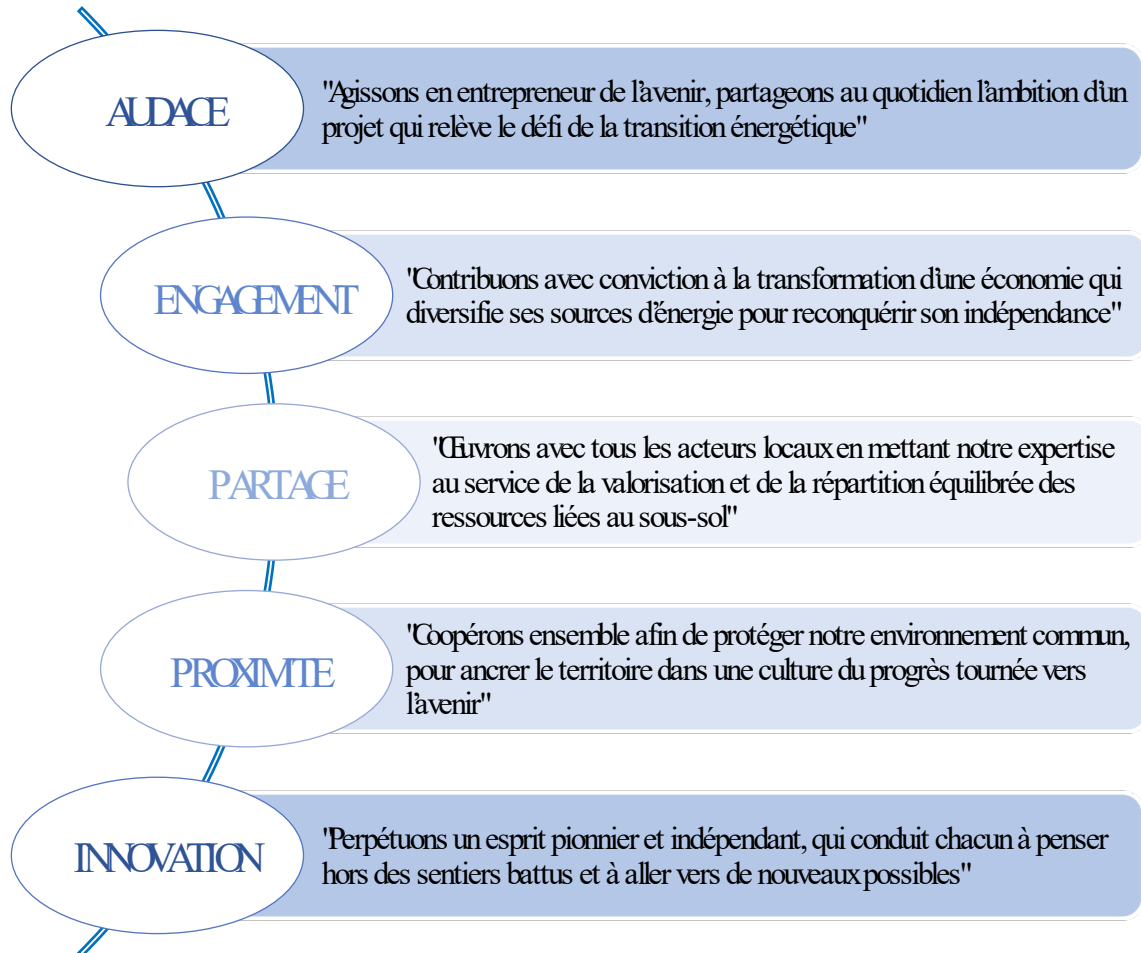 AUDACE
"Agissons en entrepreneur de l'avenir, partageons au quotidien l'ambition d'un
projet qui relève le défi de la transition énergétique"
ENGAGEMENT
"Contribuons avec conviction à la transformation d'une économie qui
diversifie ses sources d'énergie pour reconquérir son indépendance"
PARTAGE
"Œuvrons avec tous les acteurs locaux en mettant notre expertise
au service de la valorisation et de la répartition équilibrée des
ressources liées au sous-sol"
PROXIMITE
"Coopérons ensemble afin de protéger notre environnement commun,
pour ancrer le territoire dans une culture du progrès tournée vers
l'avenir"
INNOVATION
"Perpétuons un esprit pionnier et indépendant, qui conduit chacun à penser
hors des sentiers battus et à aller vers de nouveaux possibles"